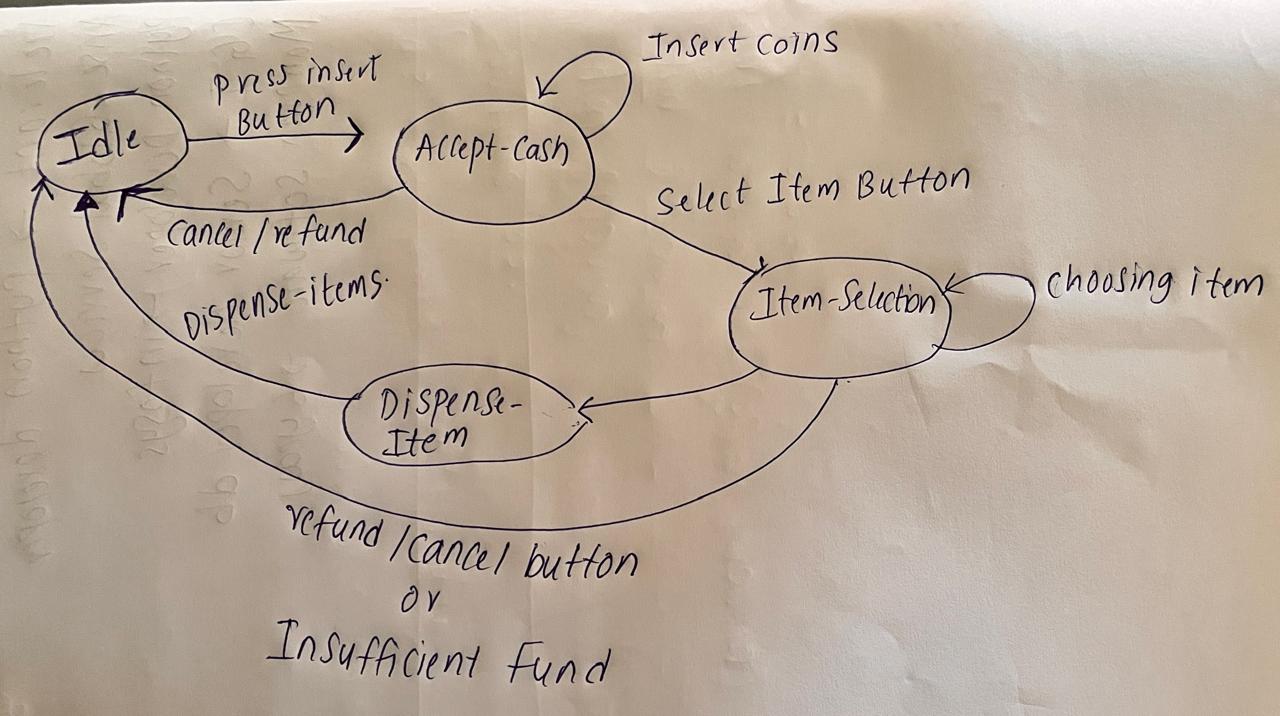 Insert Coins
Press insert
Button
Idle
Accept-Cash
Select Item Button
Cancel/refund
Dispense-items.
Item-Selection
Choosing item
Dispense-
Item
refund/cancel button
or
Insufficient Fund